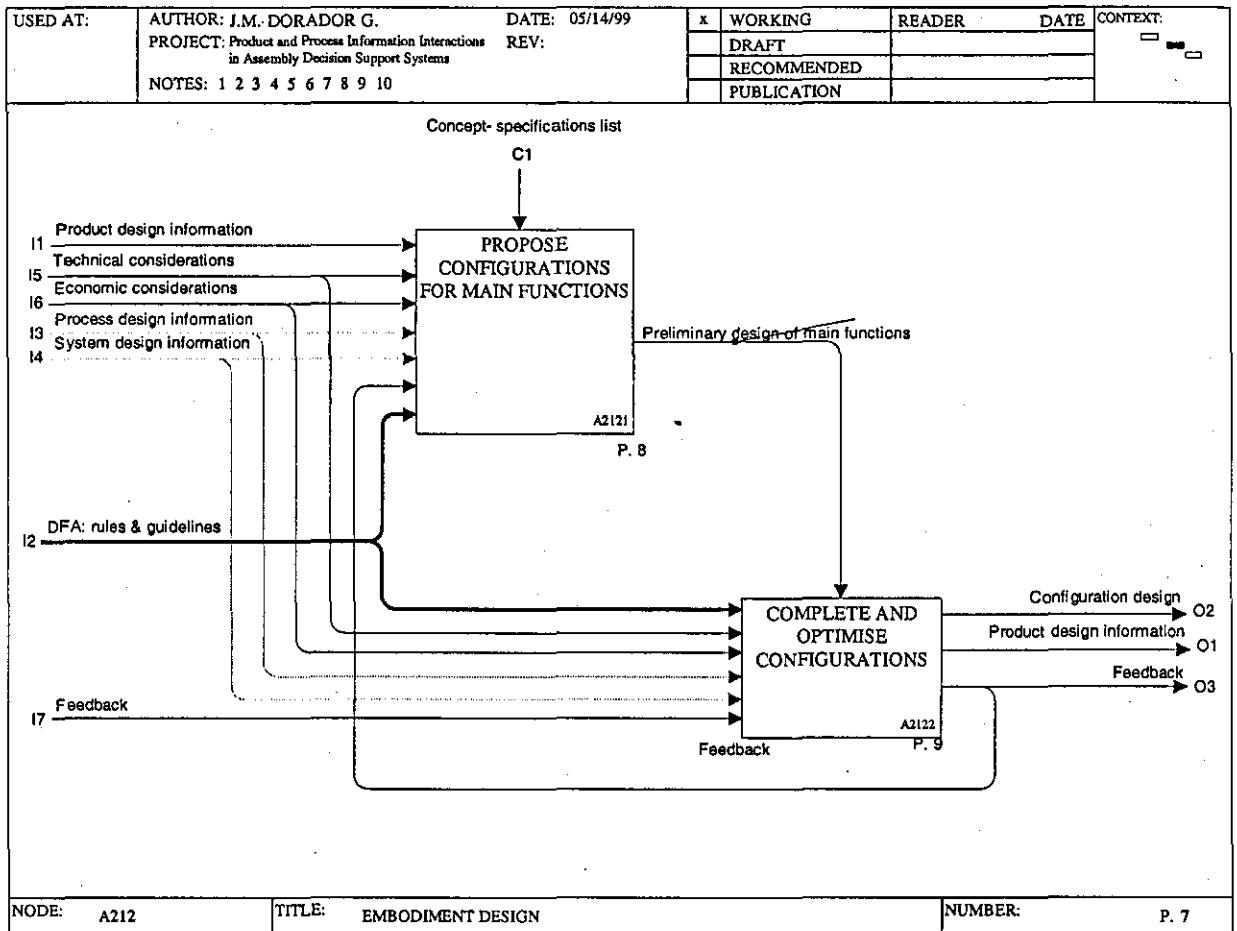 USED AT:
AUTHOR: J.M. DORADOR G.
DATE: 05/14/99
PROJECT: Product and Process Information Interactions
in Assembly Decision Support Systems
REV:
NOTES: 1 2 3 4 5 6 7 8 9 10
x WORKING
DRAFT
RECOMMENDED
PUBLICATION
READER DATE
CONTEXT:
Concept- specifications list
C1
I1 Product design information
I5 Technical considerations
I6 Economic considerations
I3 Process design information
I4 System design information
PROPOSE
CONFIGURATIONS
FOR MAIN FUNCTIONS
A2121
P. 8
Preliminary design of main functions
I2 DFA: rules & guidelines
COMPLETE AND
OPTIMISE
CONFIGURATIONS
A2122
P. 9
Configuration design O2
Product design information O1
Feedback O3
I7 Feedback
Feedback
NODE: A212
TITLE: EMBODIMENT DESIGN
NUMBER: P. 7